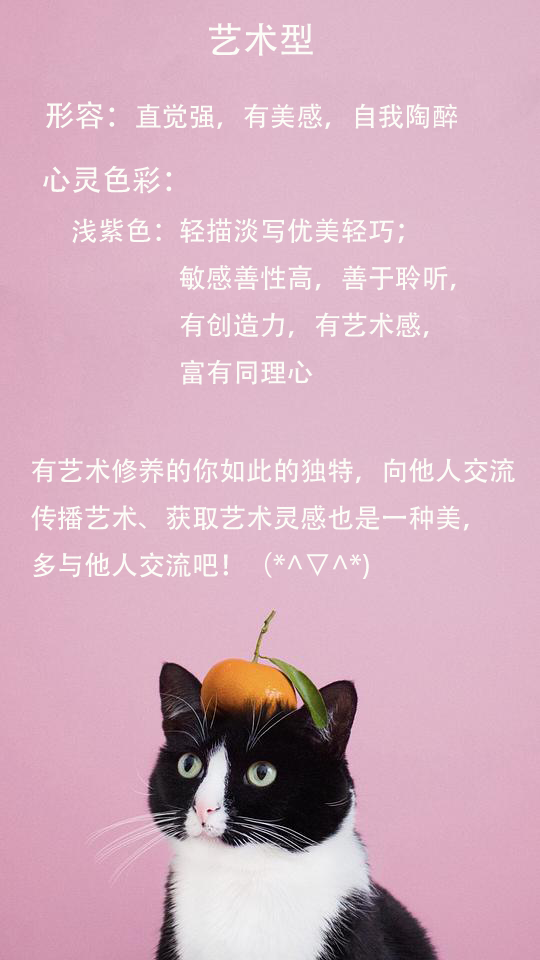 艺术型
形容：直觉强，有美感，自我陶醉
心灵色彩：
浅紫色：轻描淡写优美轻巧；
敏感善性高，善于聆听，
有创造力，有艺术感，
富有同理心
有艺术修养的你如此的独特，向他人交流
传播艺术、获取艺术灵感也是一种美，
多与他人交流吧！（*^▽^*)